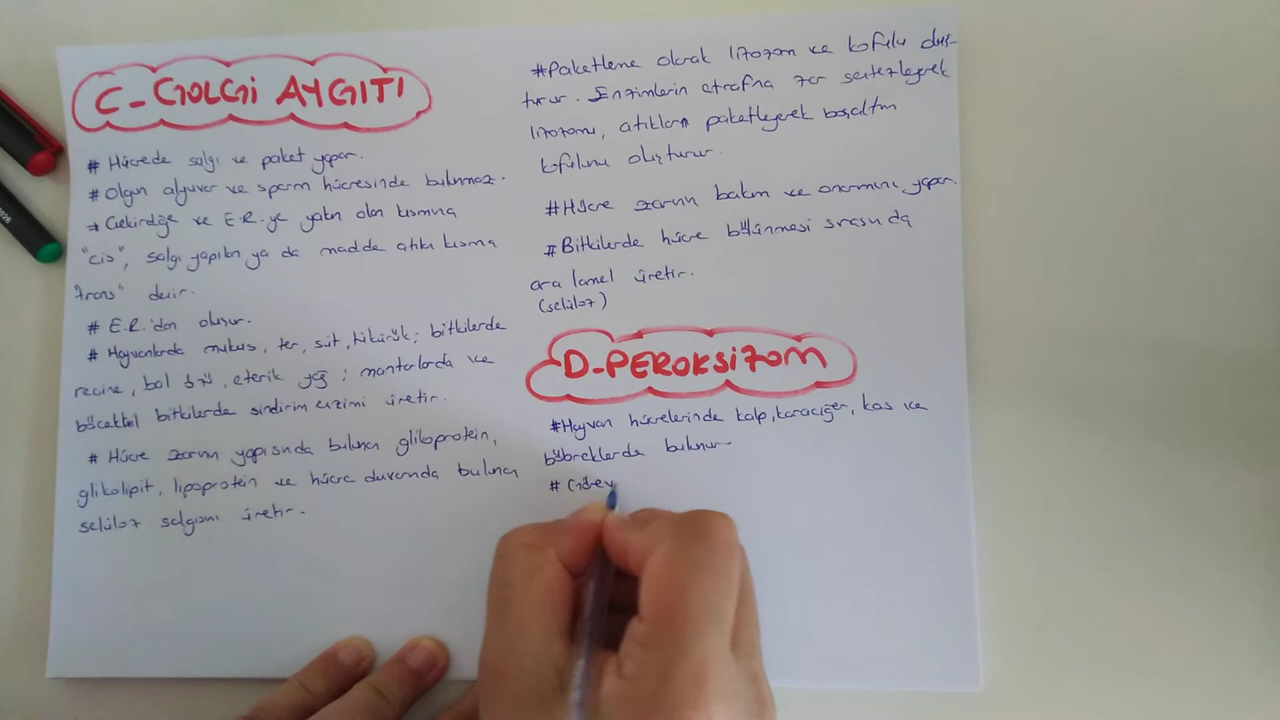 C- GOLGİ AYGITI
# Hücrede salgı ve paket yapar.
# Olgun alyuvar ve sperm hücresinde bulunmaz.
→ Çekirdeğe ve E.R.'ye yakın olan kısmına
"cis", salgı yapılan ya da madde atılan kısma
"trans" denir.
# E.R.'dan oluşur.
# Hayvanlarda mukus, ter, süt, tükürük; bitkilerde
reçine, bal özü, eterik yağ; mantarlarda ve
böcekçil bitkilerde sindirim enzimi üretir.
# Hücre zarının yapısında bulunan glikoprotein,
glikolipit, lipoprotein ve hücre duvarında bulunan
selüloz salgısını üretir.
#Paketleme olarak lizozom ve kofulu oluş-
turur. Enzimlerin etrafına zar sentezleyerek
lizozomu, atıkları paketleyerek boşaltım
kofulunu oluşturur.
#Hücre zarının bakım ve onarımını yapar.
#Bitkilerde hücre bölünmesi sırasında
ara lamel üretir.
(selüloz)
D-PEROKSİZOM
#Hayvan hücrelerinde kalp, karaciğer, kas ve
böbreklerde bulunur.
# Görev